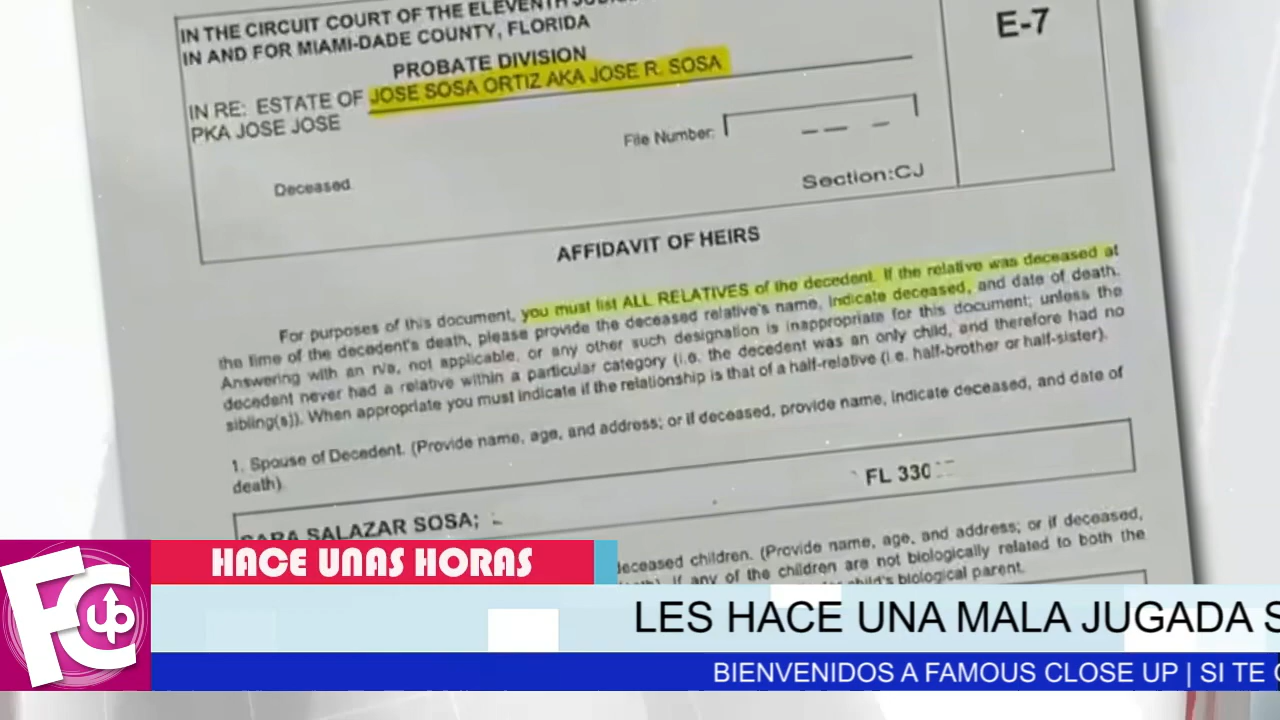 IN THE CIRCUIT COURT OF THE ELEVENTH
IN AND FOR MIAMI-DADE COUNTY, FLORIDA
PROBATE DIVISION
IN RE: ESTATE OF JOSE SOSA ORTIZ AKA JOSE R. SOSA
PKA JOSE JOSE
Deceased
E-7
File Number:
Section:CJ
AFFIDAVIT OF HEIRS
For purposes of this document, you must list ALL RELATIVES of the decedent. If the relative was deceased at
the time of the decedent's death, please provide the deceased relative's name, indicate deceased, and date of death.
Answering with an n/a, not applicable, or any other such designation is inappropriate for this document; unless the
decedent never had a relative within a particular category (i.e. the decedent was an only child, and therefore had no
sibling(s)). When appropriate you must indicate if the relationship is that of a half-relative (i.e. half-brother or half-sister).
1. Spouse of Decedent. (Provide name, age, and address; or if deceased, provide name, indicate deceased, and date of
death).
SARA SALAZAR SOSA;
FL 330
deceased children. (Provide name, age, and address; or if deceased,
If any of the children are not biologically related to both the
child's biological parent.
FC UP
HACE UNAS HORAS
LES HACE UNA MALA JUGADA
BIENVENIDOS A FAMOUS CLOSE UP | SI TE